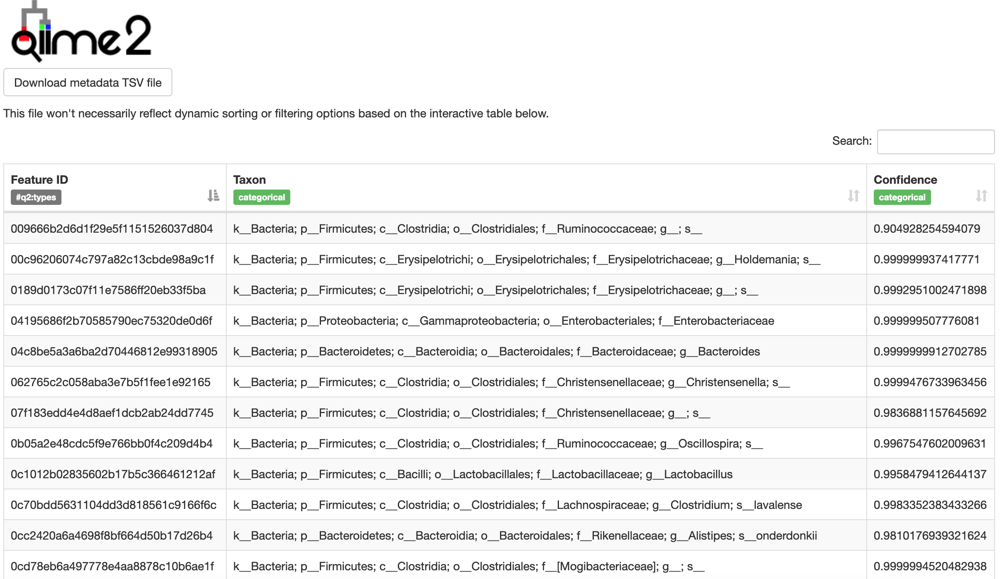 qiime2
Download metadata TSV file
This file won't necessarily reflect dynamic sorting or filtering options based on the interactive table below.
Search:
Feature ID Taxon Confidence
#q2:types categorical categorical
009666b2d6d1f29e5f1151526037d804 k__Bacteria; p__Firmicutes; c__Clostridia; o__Clostridiales; f__Ruminococcaceae; g__; s__ 0.904928254594079
00c96206074c797a82c13cbde98a9c1f k__Bacteria; p__Firmicutes; c__Erysipelotrichi; o__Erysipelotrichales; f__Erysipelotrichaceae; g__Holdemania; s__ 0.999999937417771
0189d0173c07f11e7586ff20eb33f5ba k__Bacteria; p__Firmicutes; c__Erysipelotrichi; o__Erysipelotrichales; f__Erysipelotrichaceae; g__; s__ 0.9992951002471898
04195686f2b70585790ec75320de0d6f k__Bacteria; p__Proteobacteria; c__Gammaproteobacteria; o__Enterobacteriales; f__Enterobacteriaceae 0.999999507776081
04c8be5a3a6ba2d70446812e99318905 k__Bacteria; p__Bacteroidetes; c__Bacteroidia; o__Bacteroidales; f__Bacteroidaceae; g__Bacteroides 0.9999999912702785
062765c2c058aba3e7b5f1fee1e92165 k__Bacteria; p__Firmicutes; c__Clostridia; o__Clostridiales; f__Christensenellaceae; g__Christensenella; s__ 0.9999476733963456
07f183edd4e4d8aef1dcb2ab24dd7745 k__Bacteria; p__Firmicutes; c__Clostridia; o__Clostridiales; f__Christensenellaceae; g__; s__ 0.9836881157645692
0b05a2e48cdc5f9e766bb0f4c209d4b4 k__Bacteria; p__Firmicutes; c__Clostridia; o__Clostridiales; f__Ruminococcaceae; g__Oscillospira; s__ 0.9967547602009631
0c1012b02835602b17b5c366461212af k__Bacteria; p__Firmicutes; c__Bacilli; o__Lactobacillales; f__Lactobacillaceae; g__Lactobacillus 0.9958479412644137
0c70bdd5631104dd3d818561c9166f6c k__Bacteria; p__Firmicutes; c__Clostridia; o__Clostridiales; f__Lachnospiraceae; g__Clostridium; s__lavalense 0.9983352383433266
0cc2420a6a4698f8bf664d50b17d26b4 k__Bacteria; p__Bacteroidetes; c__Bacteroidia; o__Bacteroidales; f__Rikenellaceae; g__Alistipes; s__onderdonkii 0.9810176939321624
0cd78eb6a497778e4aa8878c10b6ae1f k__Bacteria; p__Firmicutes; c__Clostridia; o__Clostridiales; f__[Mogibacteriaceae]; g__; s__ 0.9999994520482938